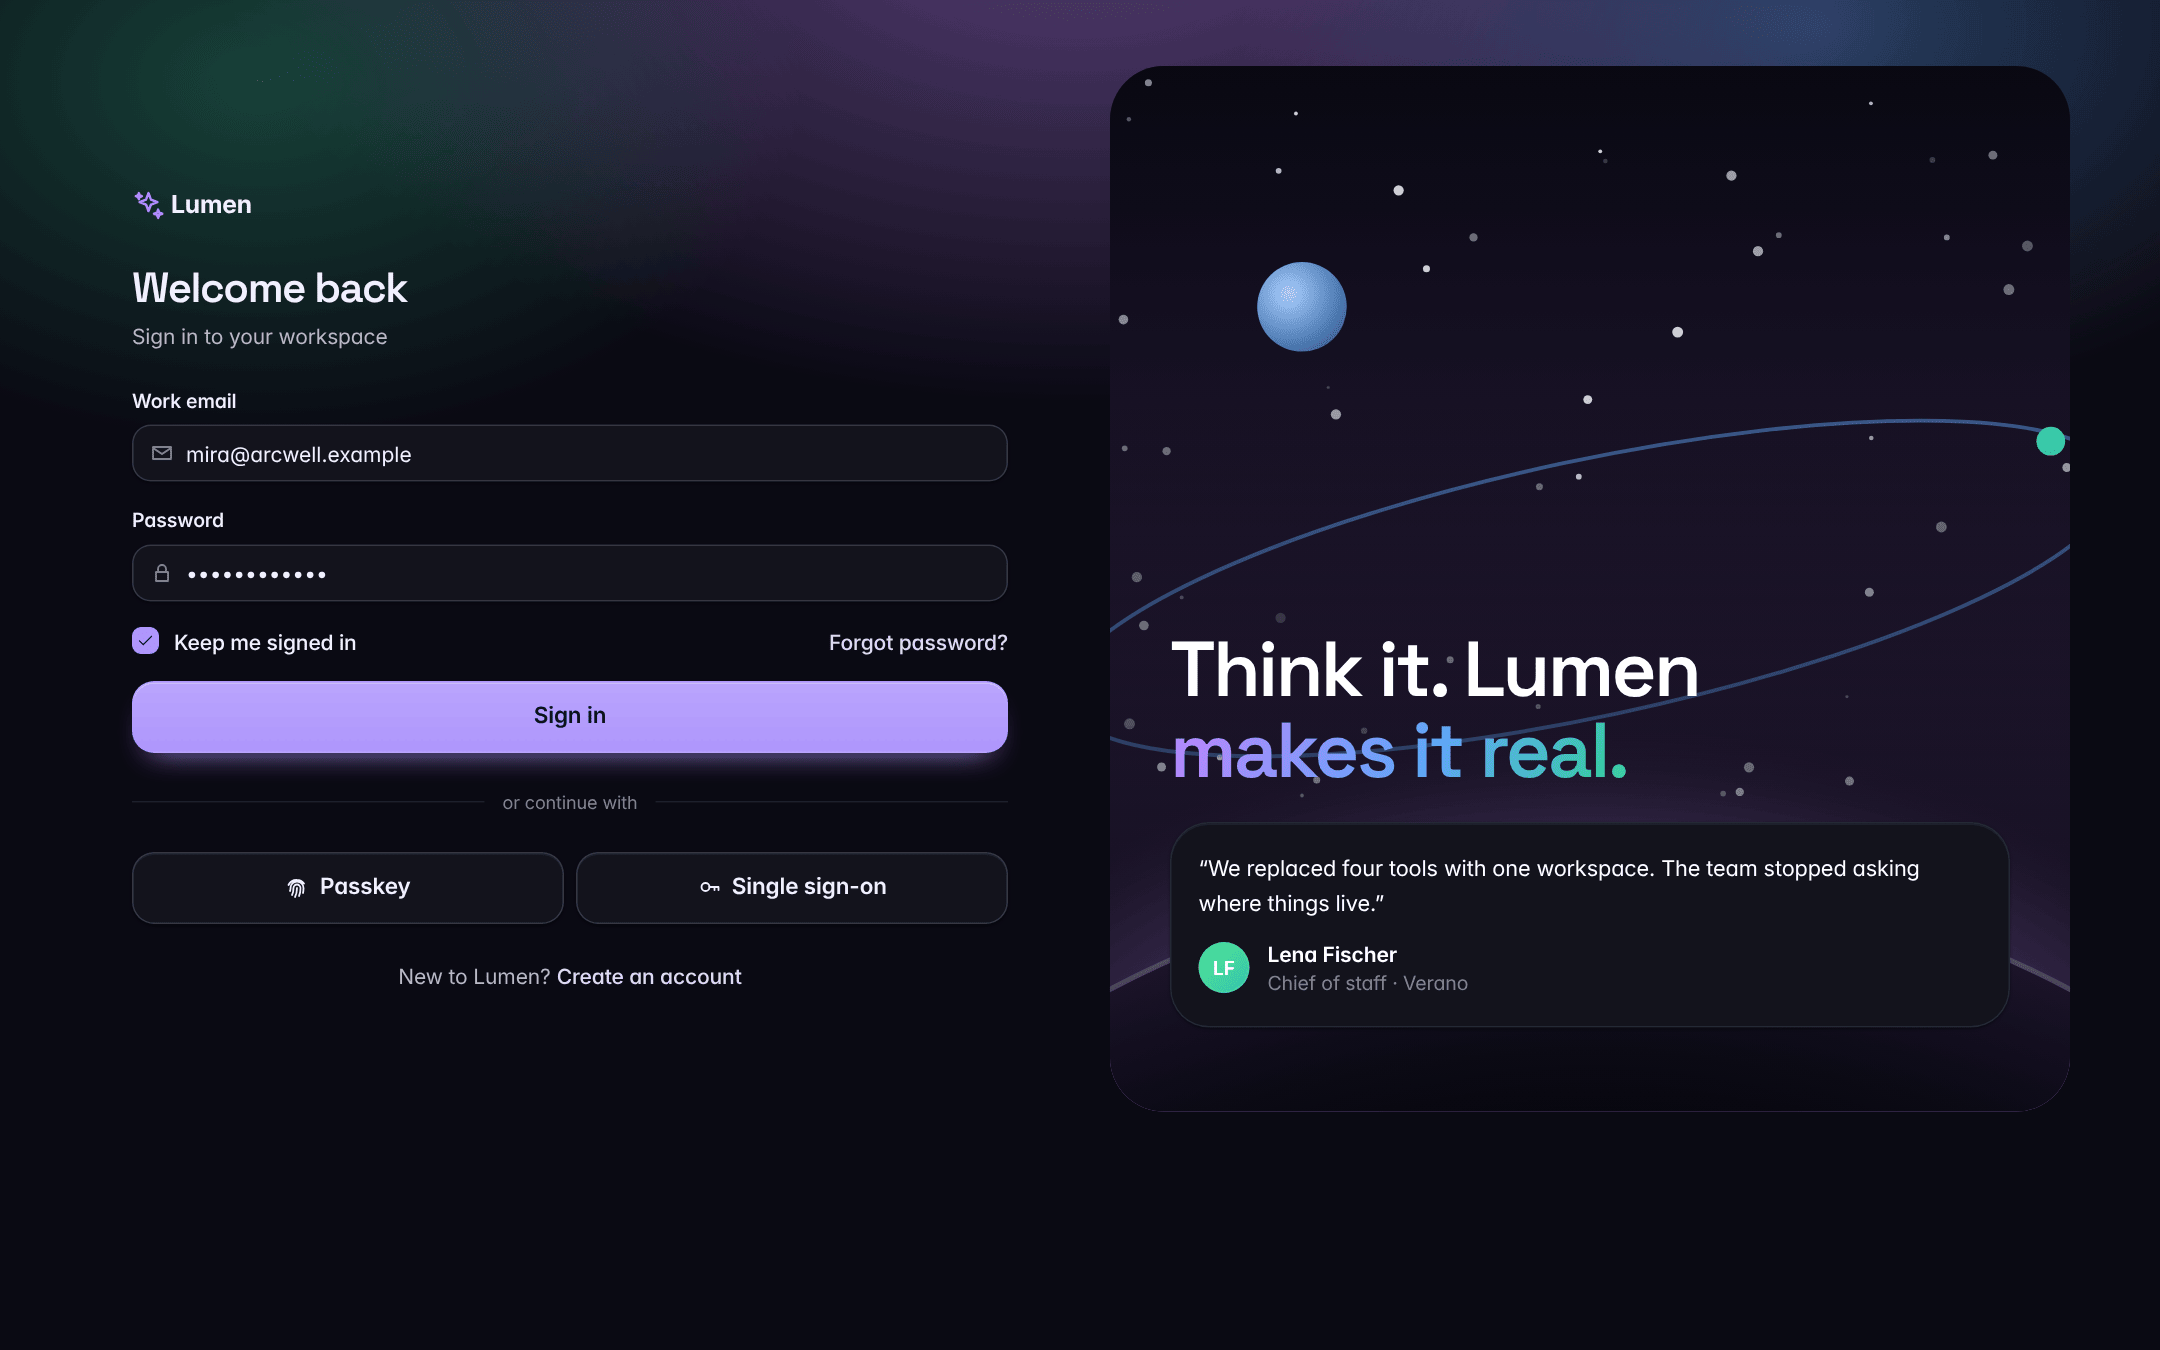 Lumen
Welcome back
Sign in to your workspace
Work email
mira@arcwell.example
Password
••••••••••••
Keep me signed in
Forgot password?
Sign in
or continue with
Passkey
Single sign-on
New to Lumen? Create an account
Think it. Lumen
makes it real.
“We replaced four tools with one workspace. The team stopped asking
where things live.”
LF
Lena Fischer
Chief of staff · Verano